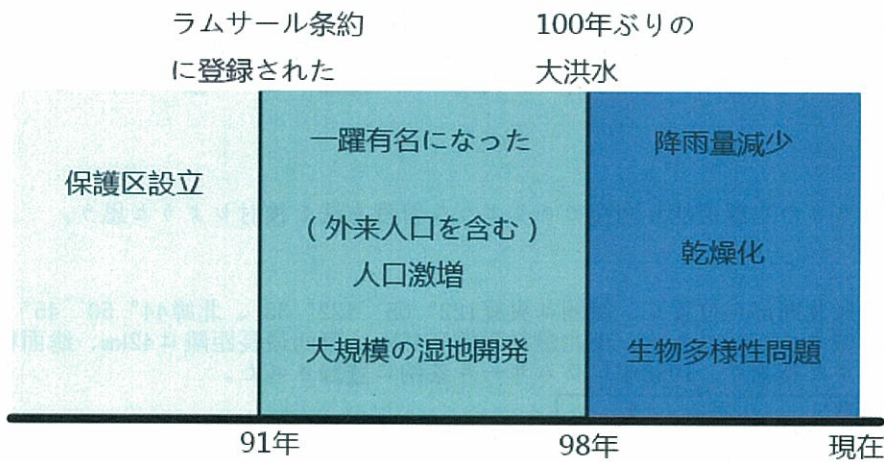 ラムサール条約
に登録された
100年ぶりの
大洪水
保護区設立
一躍有名になった
(外来人口を含む)
人口激増
大規模の湿地開発
降雨量減少
乾燥化
生物多様性問題
91年
98年
現在